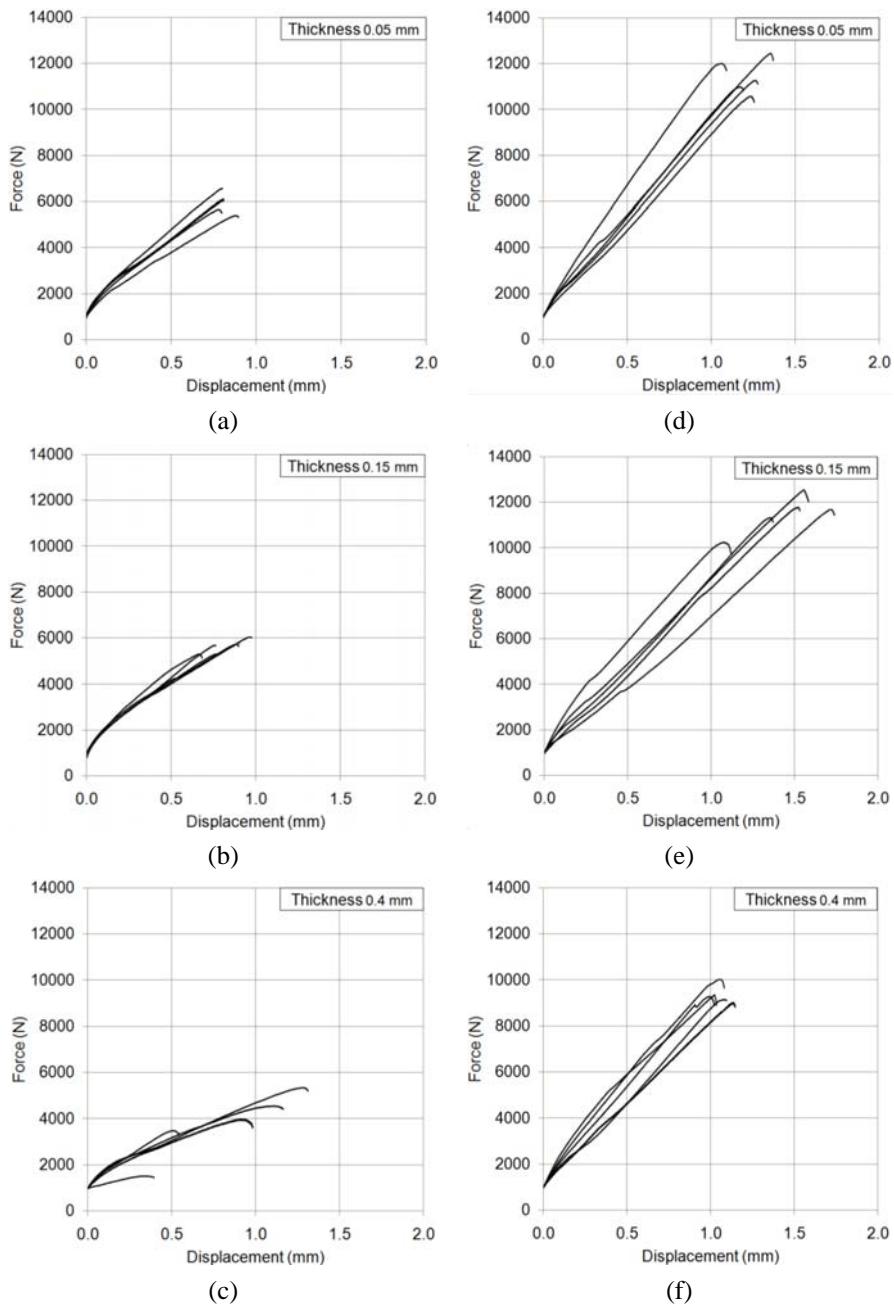 14000
Thickness 0.05 mm
12000
10000
8000
6000
4000
2000
0
Force (N)
0.0 0.5 1.0 1.5 2.0
Displacement (mm)
(a)
14000
Thickness 0.05 mm
12000
10000
8000
6000
4000
2000
0
Force (N)
0.0 0.5 1.0 1.5 2.0
Displacement (mm)
(d)
14000
Thickness 0.15 mm
12000
10000
8000
6000
4000
2000
0
Force (N)
0.0 0.5 1.0 1.5 2.0
Displacement (mm)
(b)
14000
Thickness 0.15 mm
12000
10000
8000
6000
4000
2000
0
Force (N)
0.0 0.5 1.0 1.5 2.0
Displacement (mm)
(e)
14000
Thickness 0.4 mm
12000
10000
8000
6000
4000
2000
0
Force (N)
0.0 0.5 1.0 1.5 2.0
Displacement (mm)
(c)
14000
Thickness 0.4 mm
12000
10000
8000
6000
4000
2000
0
Force (N)
0.0 0.5 1.0 1.5 2.0
Displacement (mm)
(f)